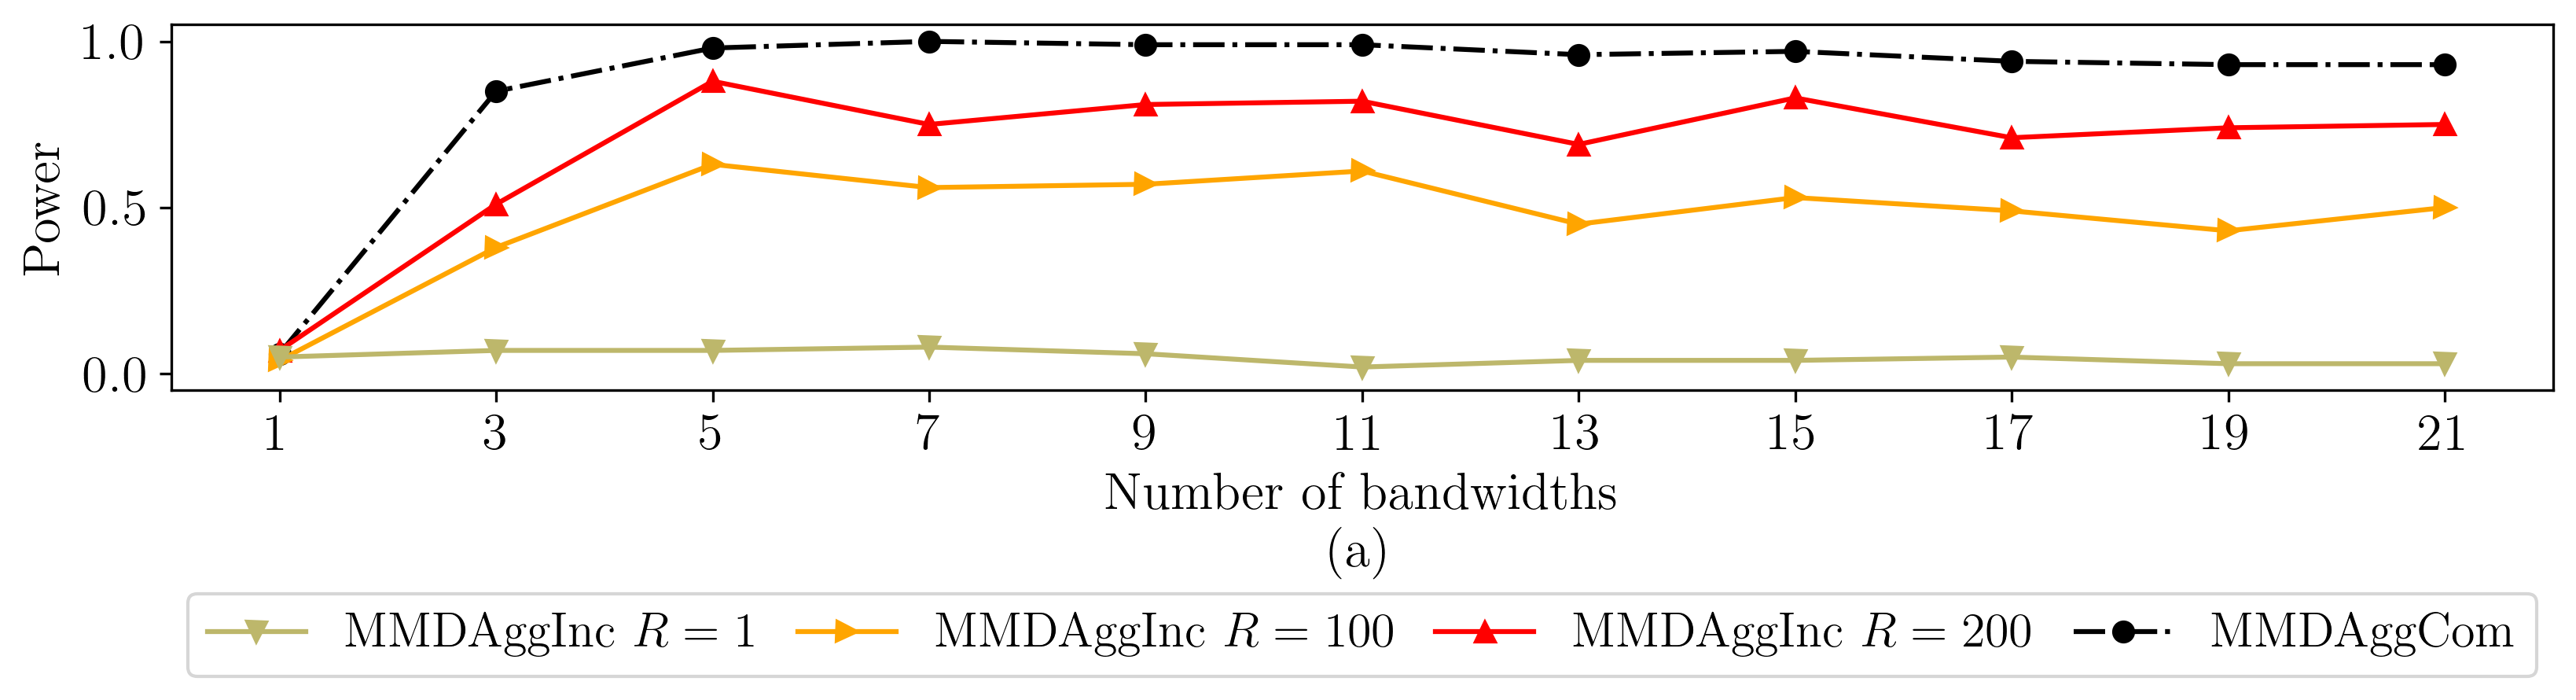 1.0
0.5
0.0
Power
1 3 5 7 9 11 13 15 17 19 21
Number of bandwidths
(a)
MMDAggInc R = 1 MMDAggInc R = 100 MMDAggInc R = 200 MMDAggCom